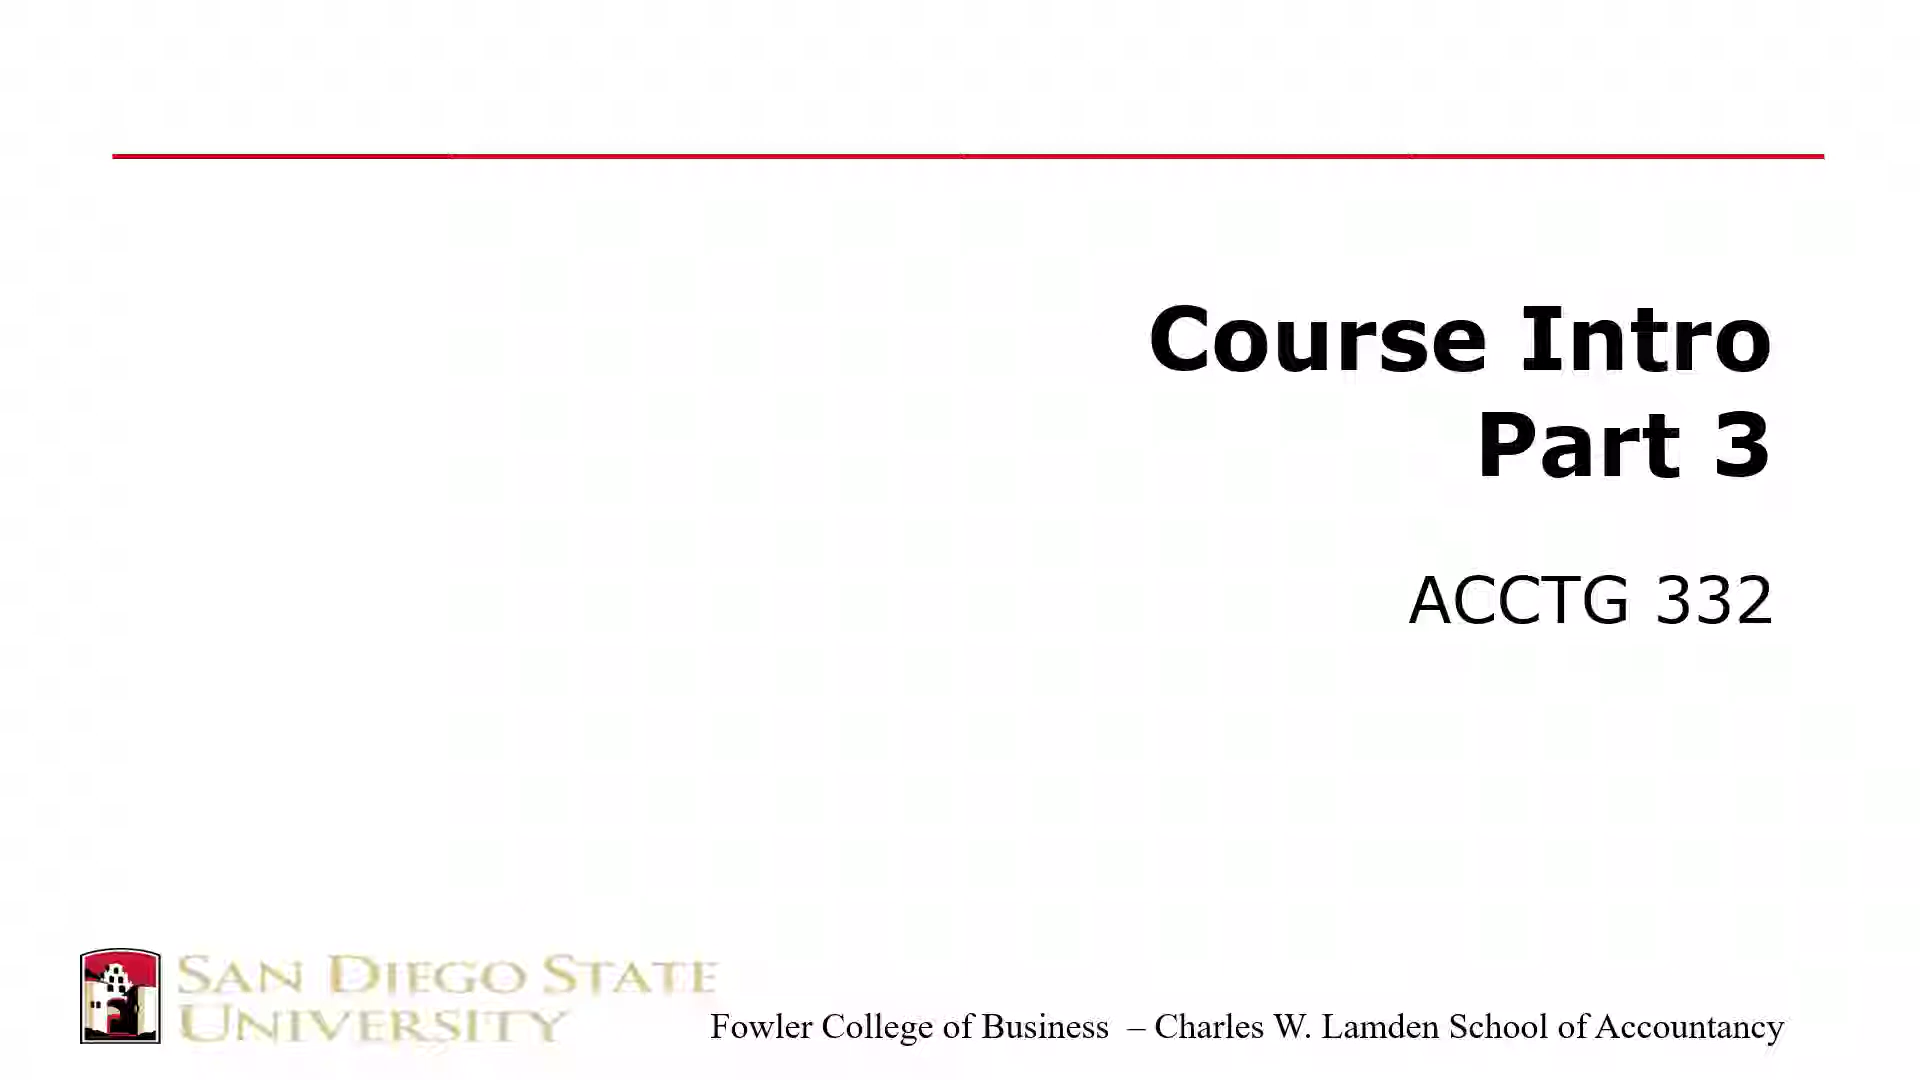 Course Intro
Part 3
ACCTG 332
SAN DIEGO STATE
UNIVERSITY
Fowler College of Business – Charles W. Lamden School of Accountancy